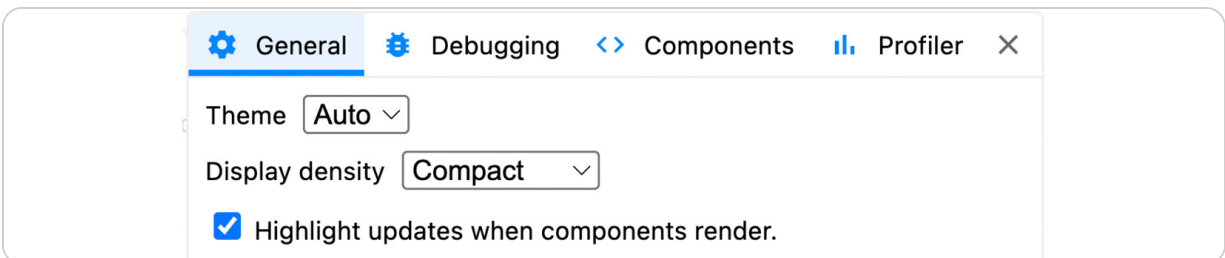 General Debugging Components Profiler
Theme Auto
Display density Compact
Highlight updates when components render.